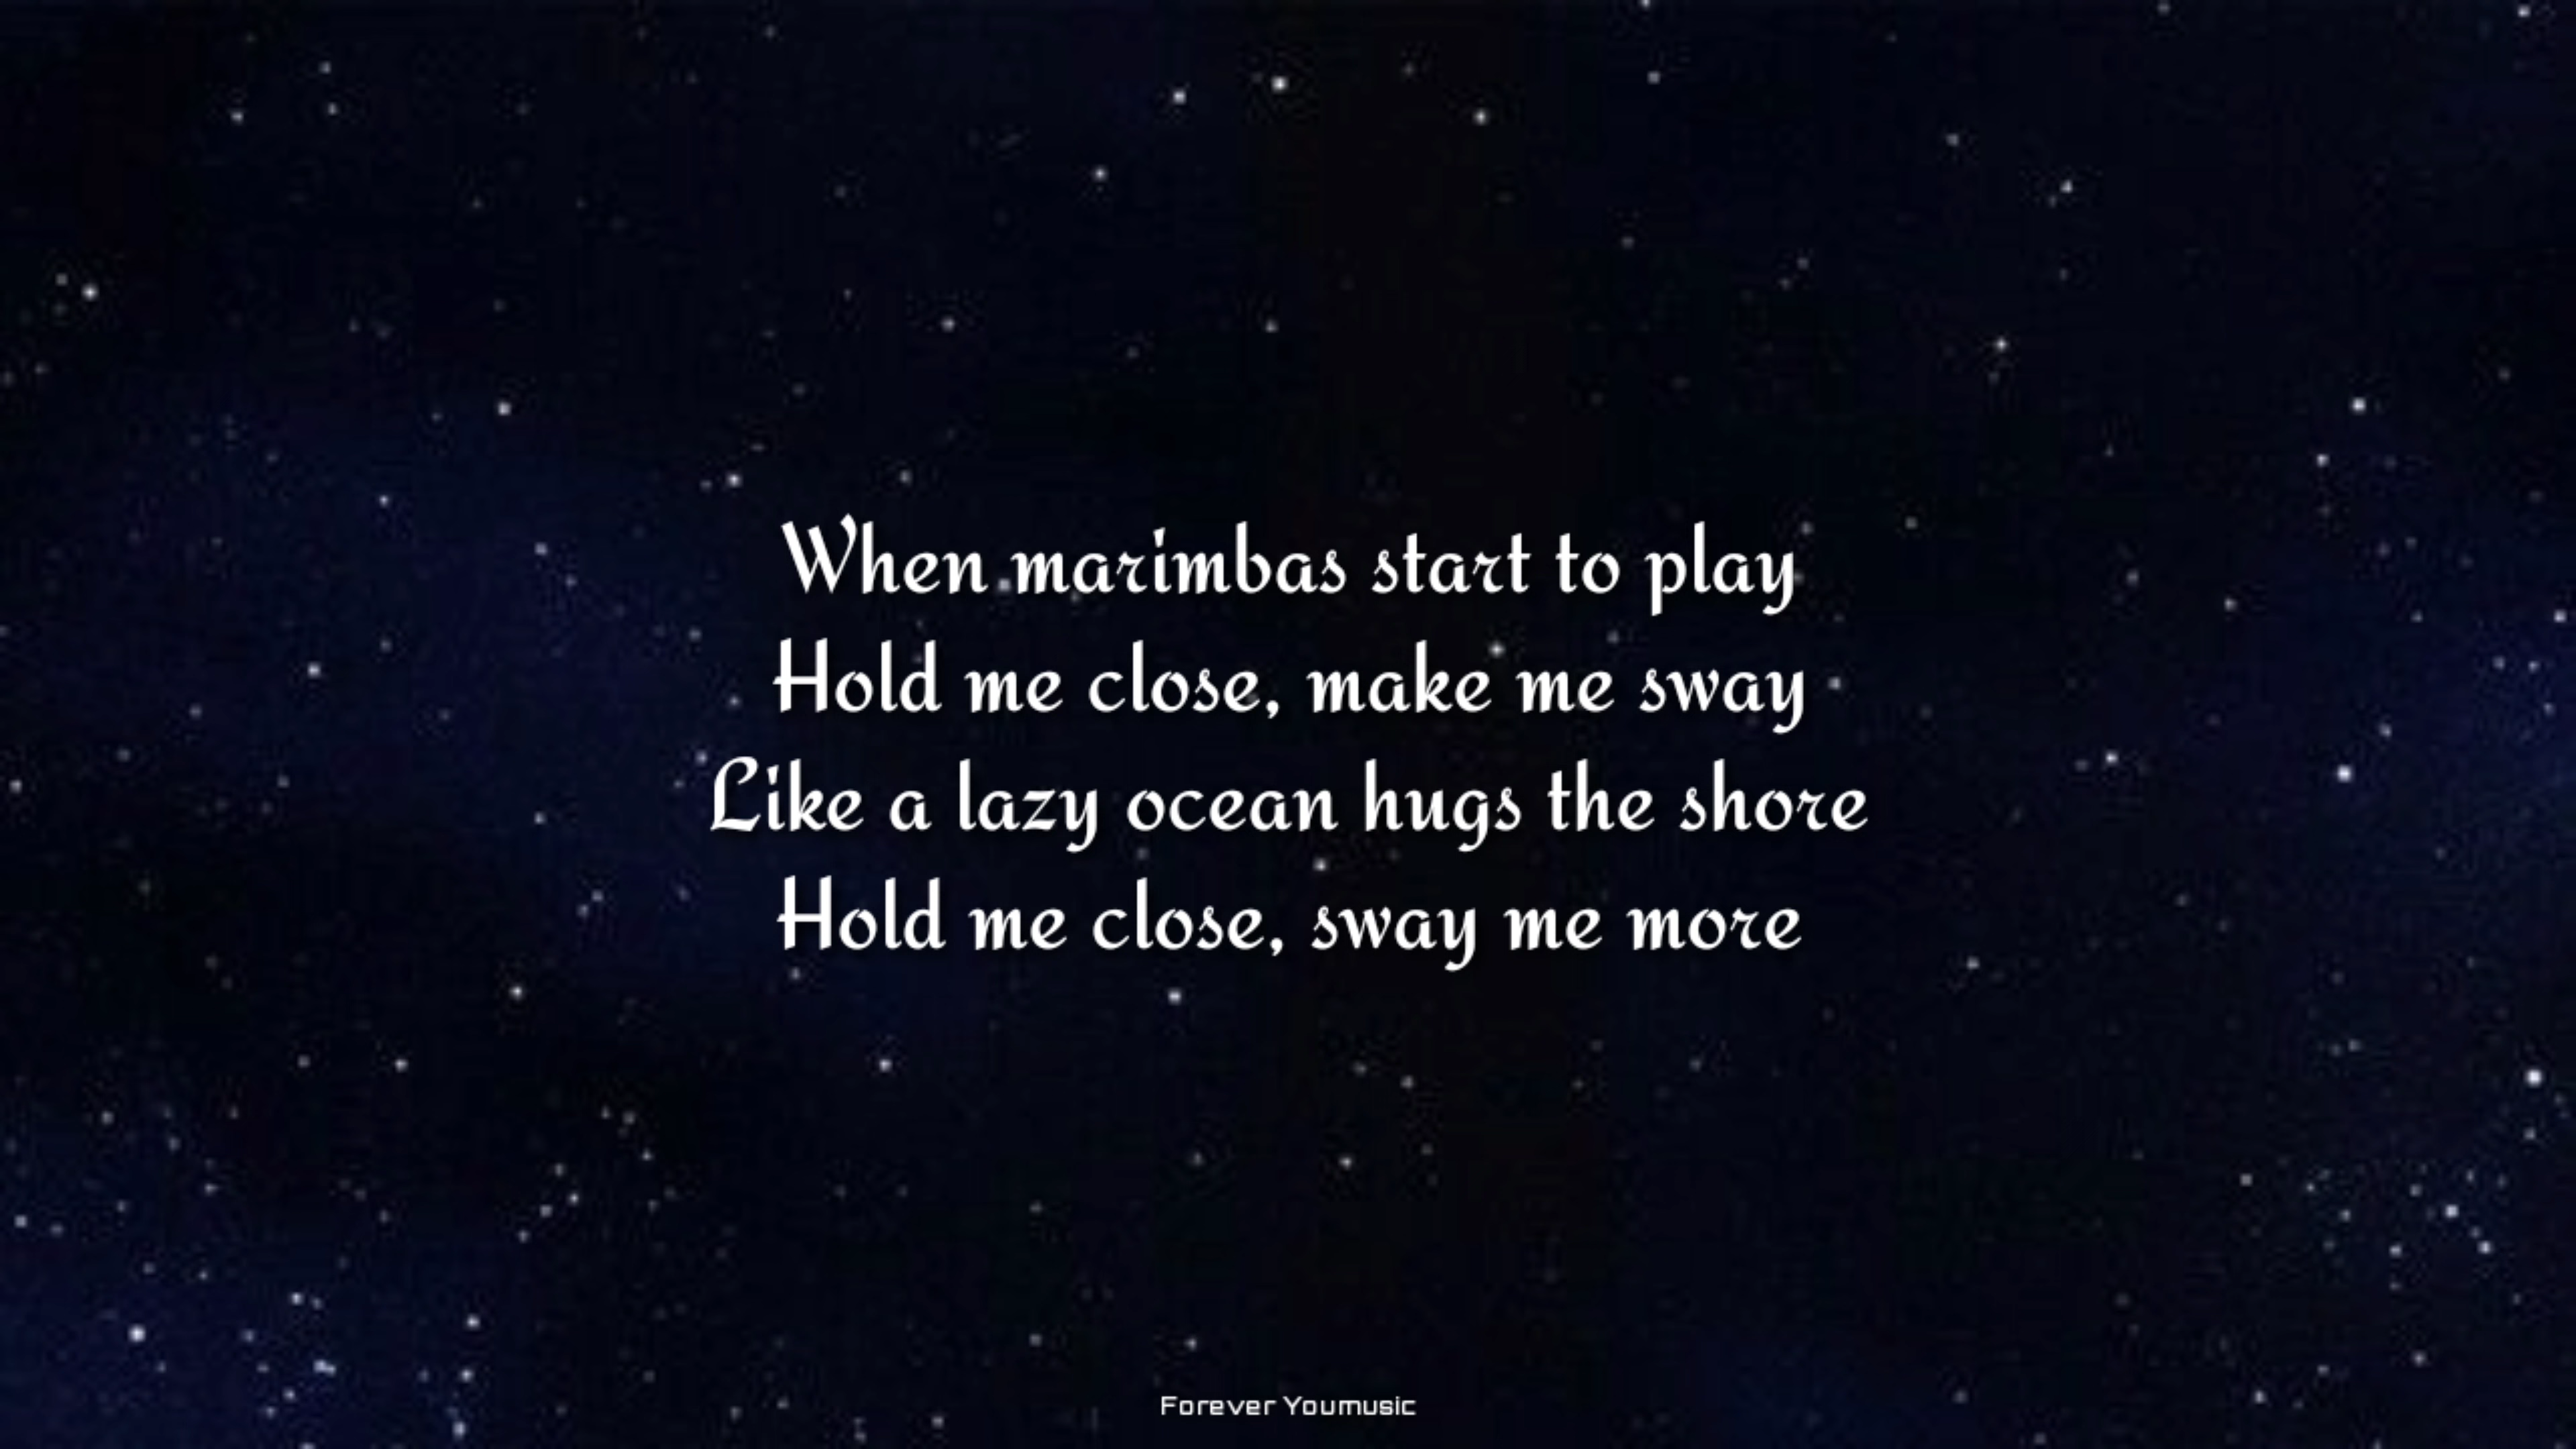 When marimbas start to play
Hold me close, make me sway
Like a lazy ocean hugs the shore
Hold me close, sway me more
Forever Youmusic